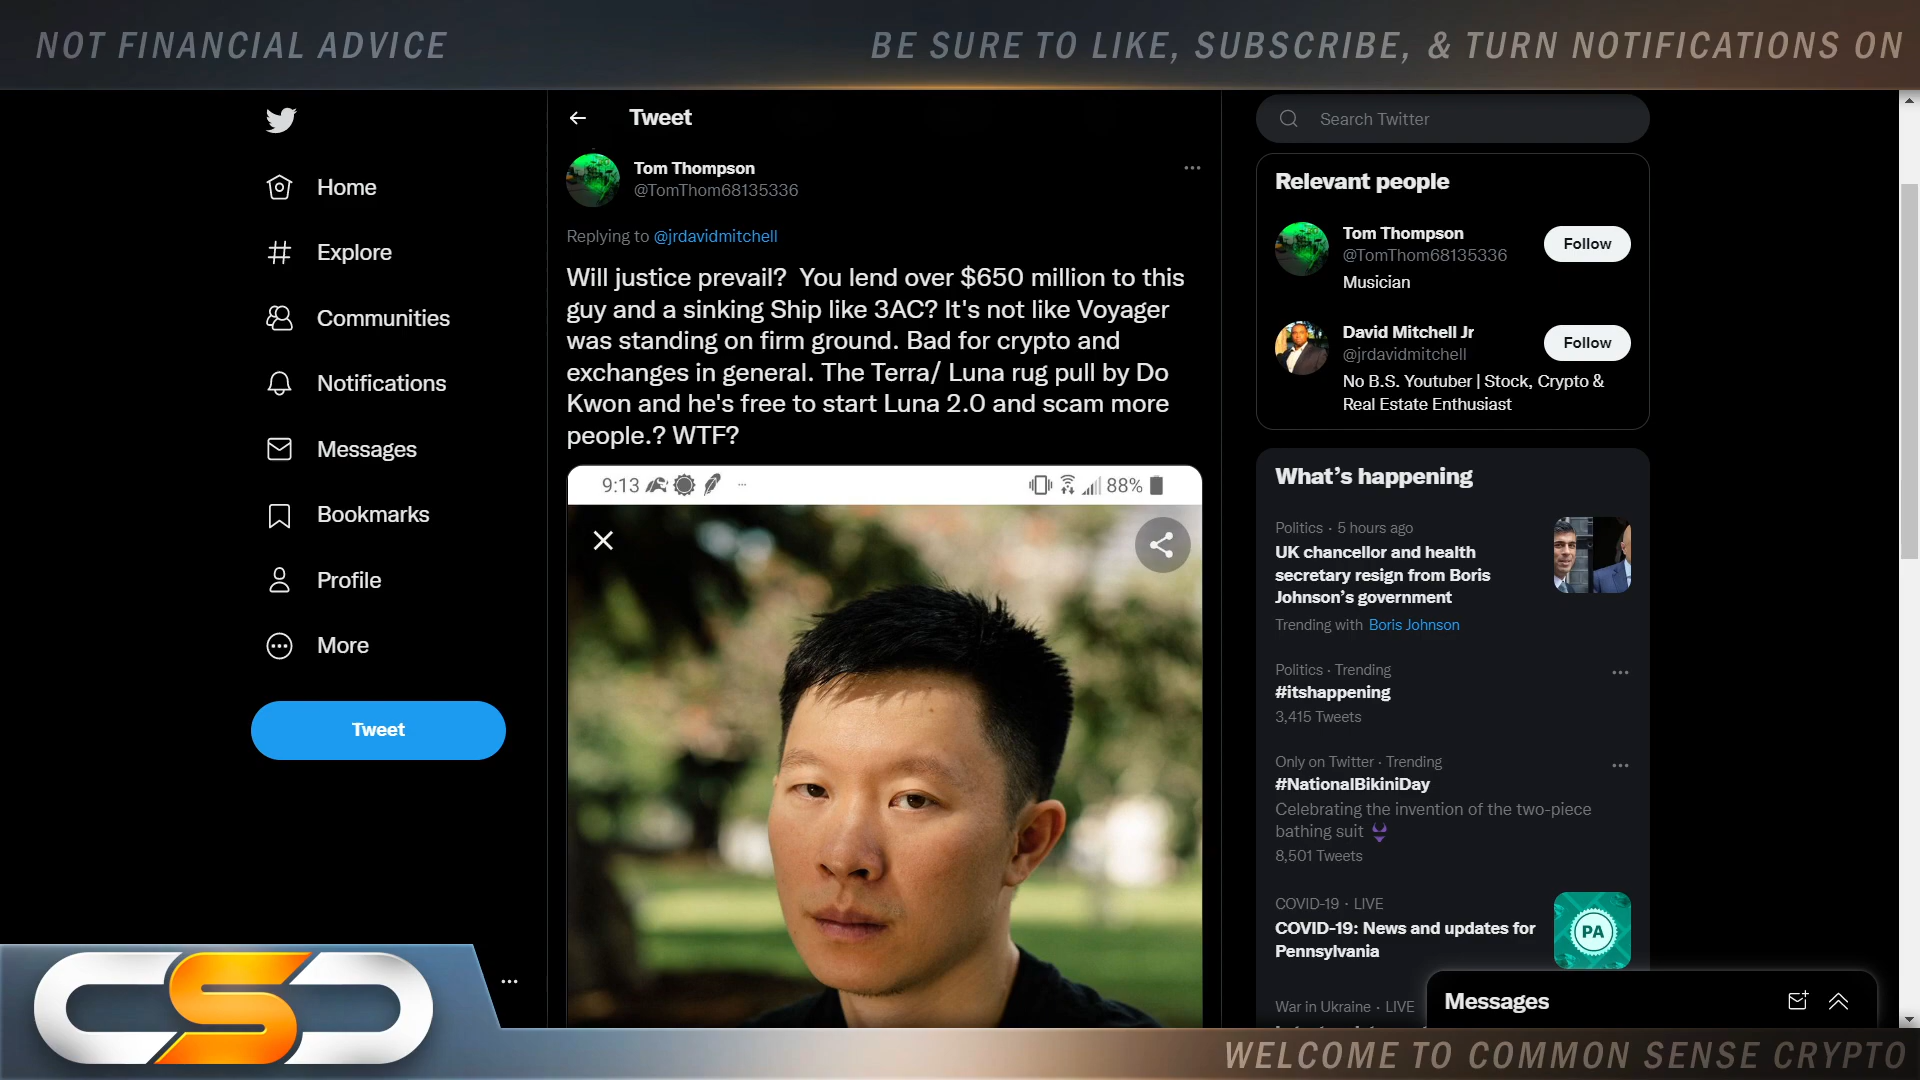 NOT FINANCIAL ADVICE
BE SURE TO LIKE, SUBSCRIBE, & TURN NOTIFICATIONS ON
Home
Explore
Communities
Notifications
Messages
Bookmarks
Profile
More
Tweet
Tweet
Tom Thompson
@TomThom68135336
Replying to @jrdavidmitchell
Will justice prevail?  You lend over $650 million to this
guy and a sinking Ship like 3AC? It's not like Voyager
was standing on firm ground. Bad for crypto and
exchanges in general. The Terra/ Luna rug pull by Do
Kwon and he's free to start Luna 2.0 and scam more
people.? WTF?
9:13
88%
Search Twitter
Relevant people
Tom Thompson
@TomThom68135336
Follow
Musician
David Mitchell Jr
@jrdavidmitchell
Follow
No B.S. Youtuber | Stock, Crypto &
Real Estate Enthusiast
What's happening
Politics · 5 hours ago
UK chancellor and health
secretary resign from Boris
Johnson's government
Trending with Boris Johnson
Politics · Trending
#itshappening
3,415 Tweets
Only on Twitter · Trending
#NationalBikiniDay
Celebrating the invention of the two-piece
bathing suit
8,501 Tweets
COVID-19 · LIVE
COVID-19: News and updates for
Pennsylvania
PA
War in Ukraine · LIVE
Messages
CSC
WELCOME TO COMMON SENSE CRYPTO